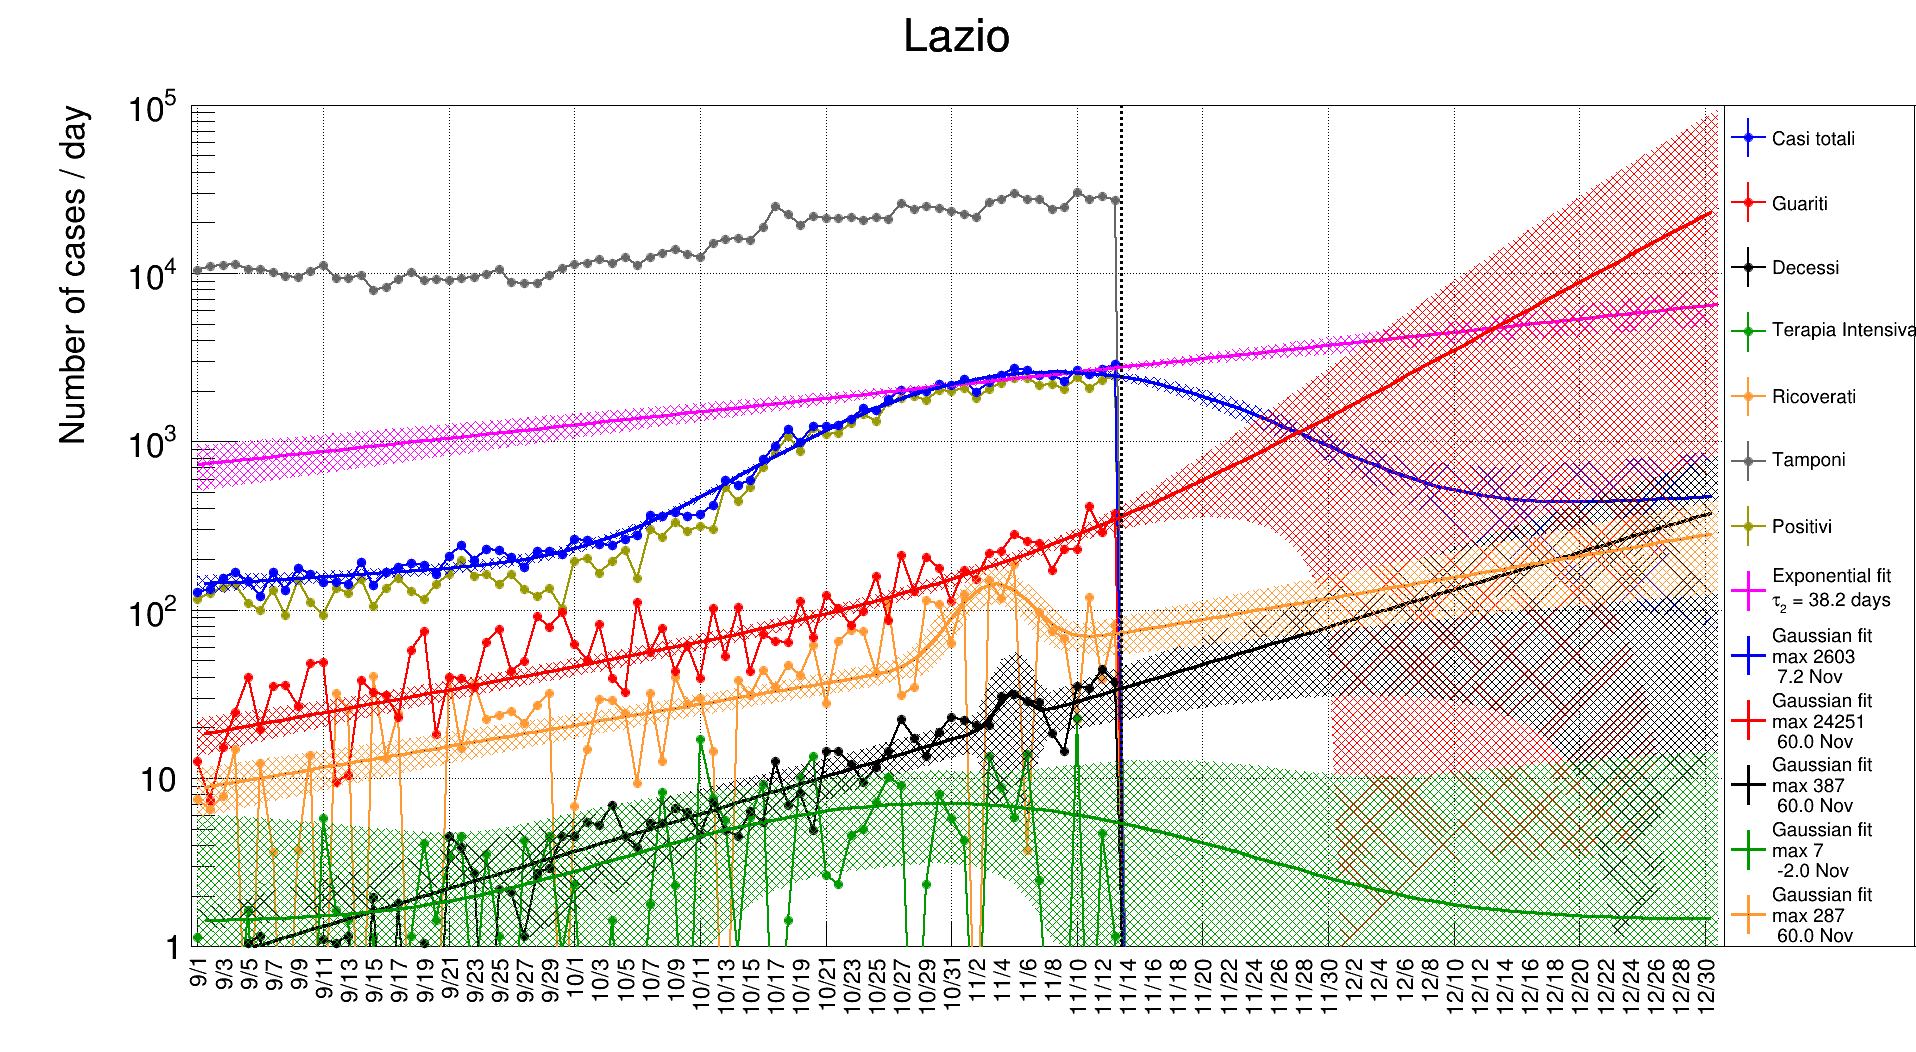 Lazio
Number of cases / day
10^5
10^4
10^3
10^2
10
1
9/1
9/3
9/5
9/7
9/9
9/11
9/13
9/15
9/17
9/19
9/21
9/23
9/25
9/27
9/29
10/1
10/3
10/5
10/7
10/9
10/11
10/13
10/15
10/17
10/19
10/21
10/23
10/25
10/27
10/29
10/31
11/2
11/4
11/6
11/8
11/10
11/12
11/14
11/16
11/18
11/20
11/22
11/24
11/26
11/28
11/30
12/2
12/4
12/6
12/8
12/10
12/12
12/14
12/16
12/18
12/20
12/22
12/24
12/26
12/28
12/30
Casi totali
Guariti
Decessi
Terapia Intensiva
Ricoverati
Tamponi
Positivi
Exponential fit
τ2 = 38.2 days
Gaussian fit
max 2603
7.2 Nov
Gaussian fit
max 24251
60.0 Nov
Gaussian fit
max 387
60.0 Nov
Gaussian fit
max 7
-2.0 Nov
Gaussian fit
max 287
60.0 Nov